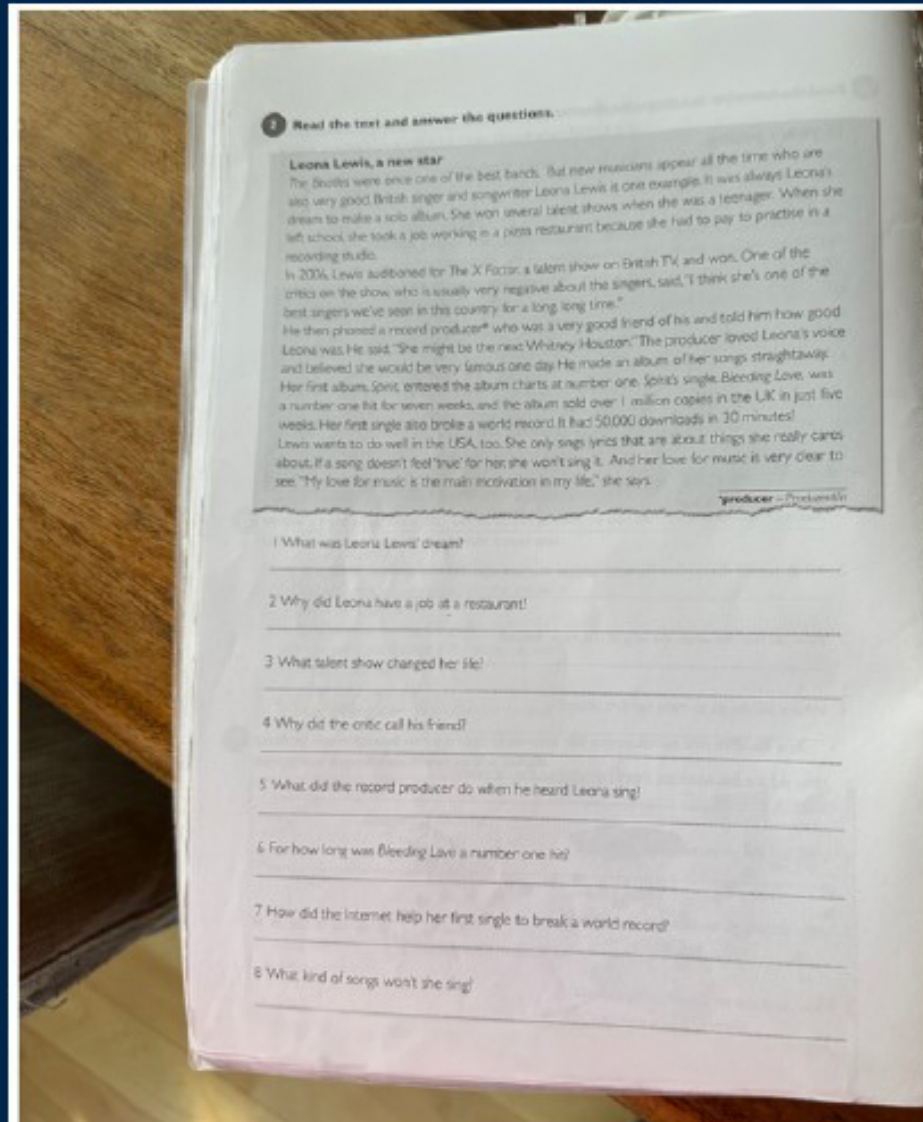 2 Read the text and answer the questions.
Leona Lewis, a new star
The Beatles were once one of the best bands. But new musicians appear all the time who are
also very good. British singer and songwriter Leona Lewis is one example. It was always Leona's
dream to make a solo album. She won several talent shows when she was a teenager. When she
left school, she took a job working in a pizza restaurant because she had to pay to practise in a
recording studio.
In 2006, Lewis auditioned for The X Factor, a talent show on British TV, and won. One of the
critics on the show, who is usually very negative about the singers, said, "I think she's one of the
best singers we've seen in this country for a long, long time."
He then phoned a record producer* who was a very good friend of his and told him how good
Leona was. He said, "She might be the next Whitney Houston." The producer loved Leona's voice
and believed she would be very famous one day. He made an album of her songs straightaway.
Her first album, Spirit, entered the album charts at number one. Spirit's single, Bleeding Love, was
a number one hit for seven weeks, and the album sold over 1 million copies in the UK in just five
weeks. Her first single also broke a world record. It had 50,000 downloads in 30 minutes!
Lewis wants to do well in the USA, too. She only sings lyrics that are about things she really cares
about. If a song doesn't feel 'true' for her, she won't sing it. And her love for music is very clear to
see. "My love for music is the main motivation in my life," she says.
*producer – Produzent/in
1 What was Leona Lewis' dream?
2 Why did Leona have a job at a restaurant?
3 What talent show changed her life?
4 Why did the critic call his friend?
5 What did the record producer do when he heard Leona sing?
6 For how long was Bleeding Love a number one hit?
7 How did the Internet help her first single to break a world record?
8 What kind of songs won't she sing?